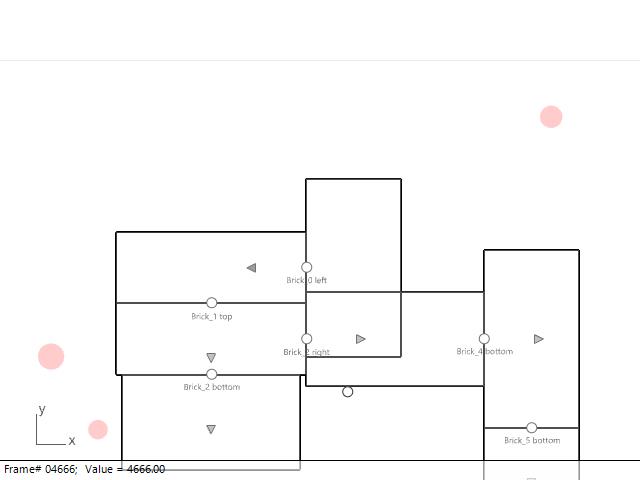 Brick_0 left
Brick_1 top
Brick_2 right
Brick_4 bottom
Brick_2 bottom
y
x
Brick_5 bottom
Frame# 04666; Value = 4666.00